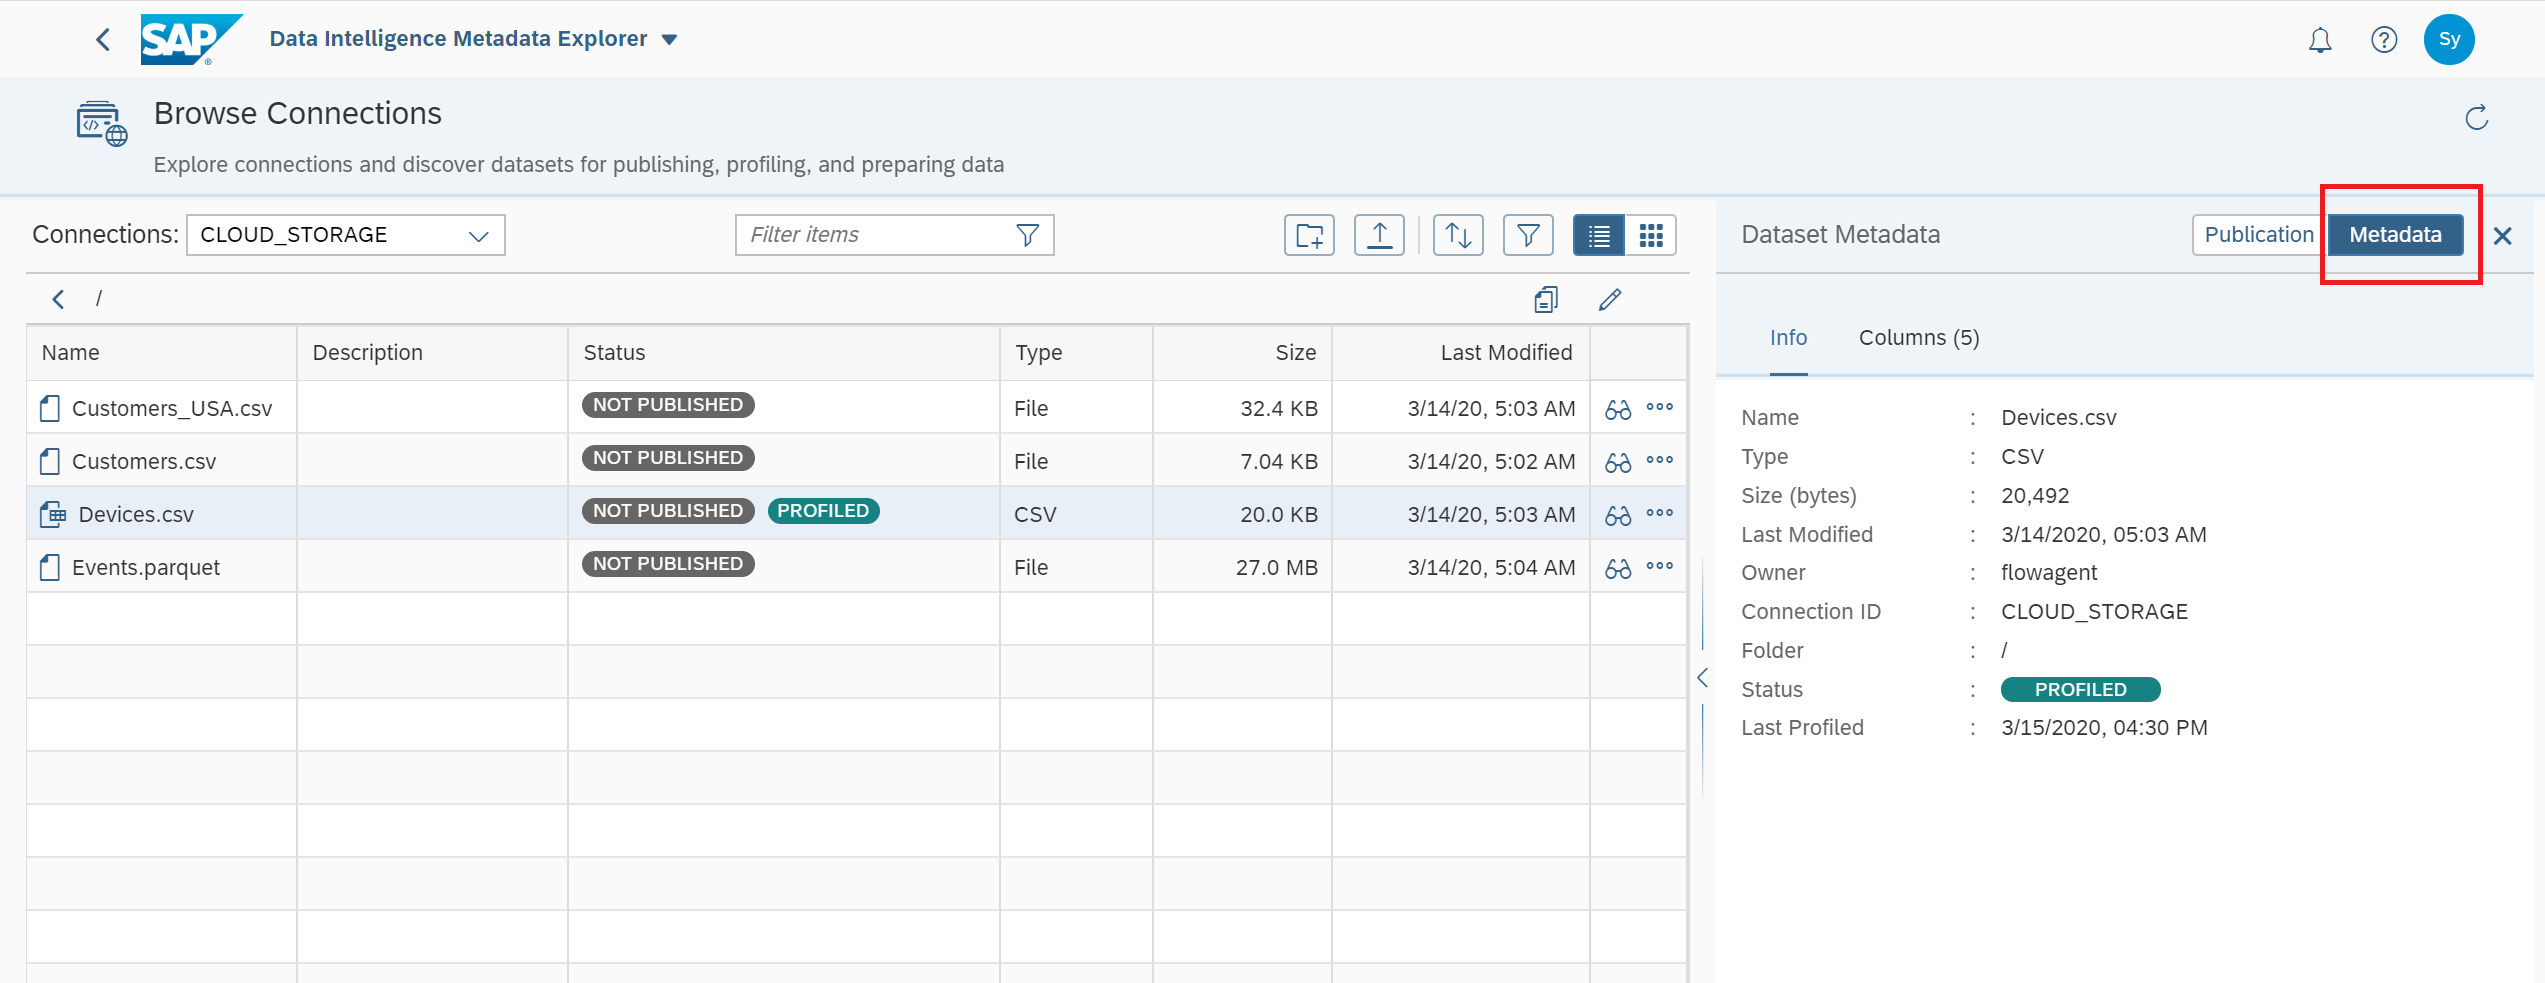 SAP ® Data Intelligence Metadata Explorer Sy
Browse Connections
Explore connections and discover datasets for publishing, profiling, and preparing data
Connections: CLOUD_STORAGE Filter items
/
Name Description Status Type Size Last Modified
Customers_USA.csv NOT PUBLISHED File 32.4 KB 3/14/20, 5:03 AM
Customers.csv NOT PUBLISHED File 7.04 KB 3/14/20, 5:02 AM
Devices.csv NOT PUBLISHED PROFILED CSV 20.0 KB 3/14/20, 5:03 AM
Events.parquet NOT PUBLISHED File 27.0 MB 3/14/20, 5:04 AM
Dataset Metadata Publication Metadata
Info Columns (5)
Name : Devices.csv
Type : CSV
Size (bytes) : 20,492
Last Modified : 3/14/2020, 05:03 AM
Owner : flowagent
Connection ID : CLOUD_STORAGE
Folder : /
Status : PROFILED
Last Profiled : 3/15/2020, 04:30 PM